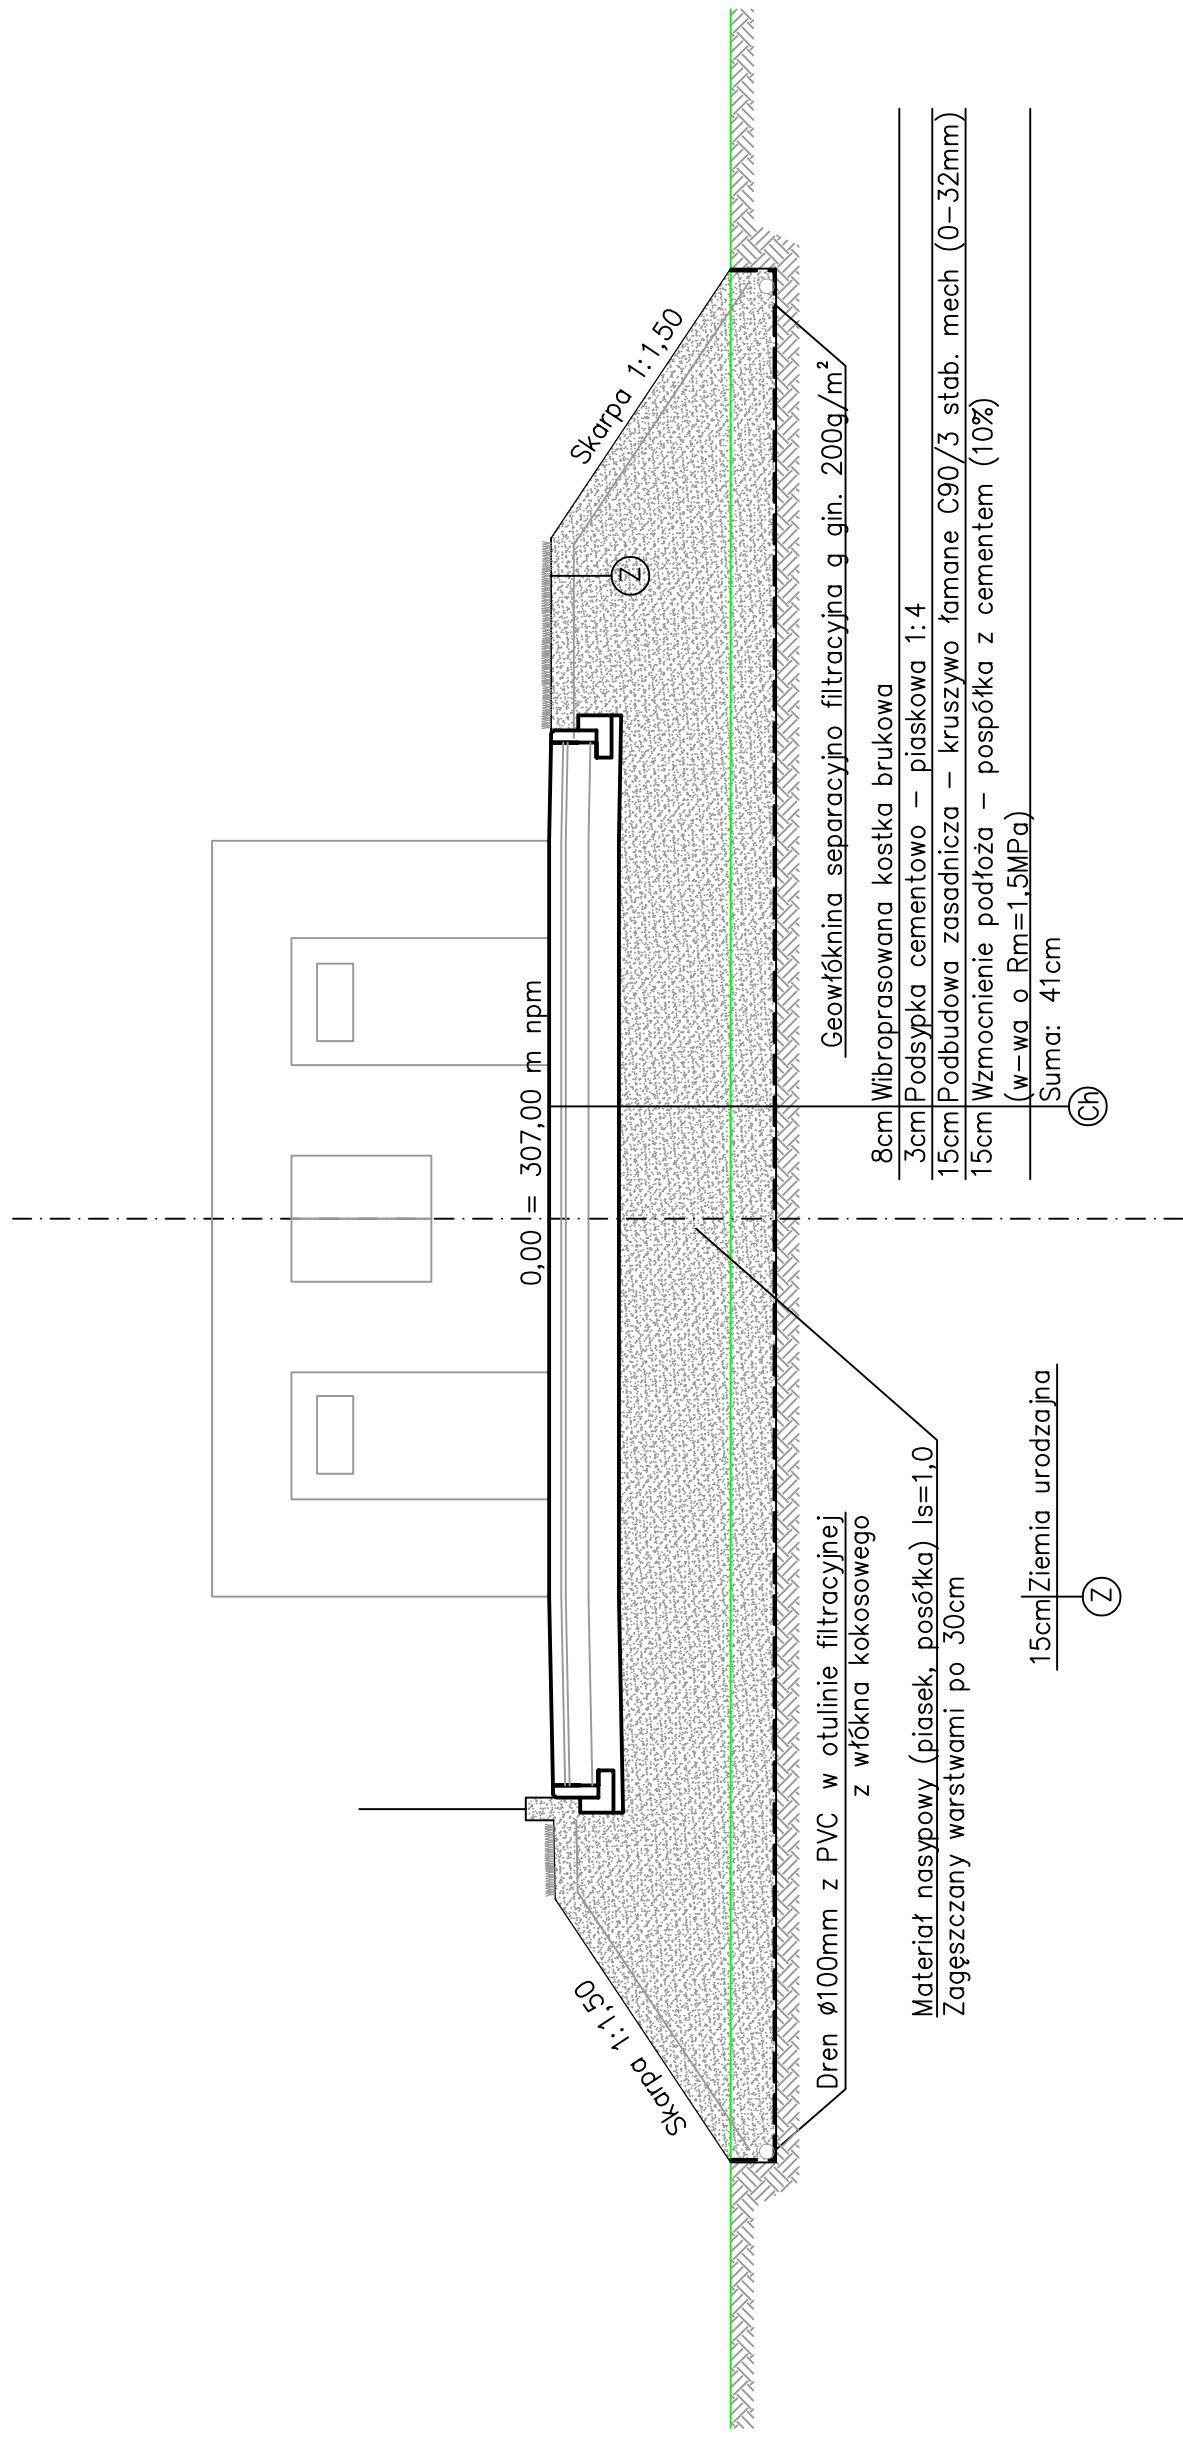 Skarpa 1:1,50
0,00 = 307,00 m npm
Skarpa 1:1,50
Z
Dren ø100mm z PVC w otulinie filtracyjnej
z włókna kokosowego
Materiał nasypowy (piasek, posółka) Is=1,0
Zagęszczany warstwami po 30cm
15cm Ziemia urodzajna
Z
Geowłóknina separacyjno filtracyjna g gin. 200g/m²
8cm Wibroprasowana kostka brukowa
3cm Podsypka cementowo – piaskowa 1:4
15cm Podbudowa zasadnicza – kruszywo łamane C90/3 stab. mech (0–32mm)
15cm Wzmocnienie podłoża – pospółka z cementem (10%)
(w–wa o Rm=1,5MPa)
Suma: 41cm
Ch